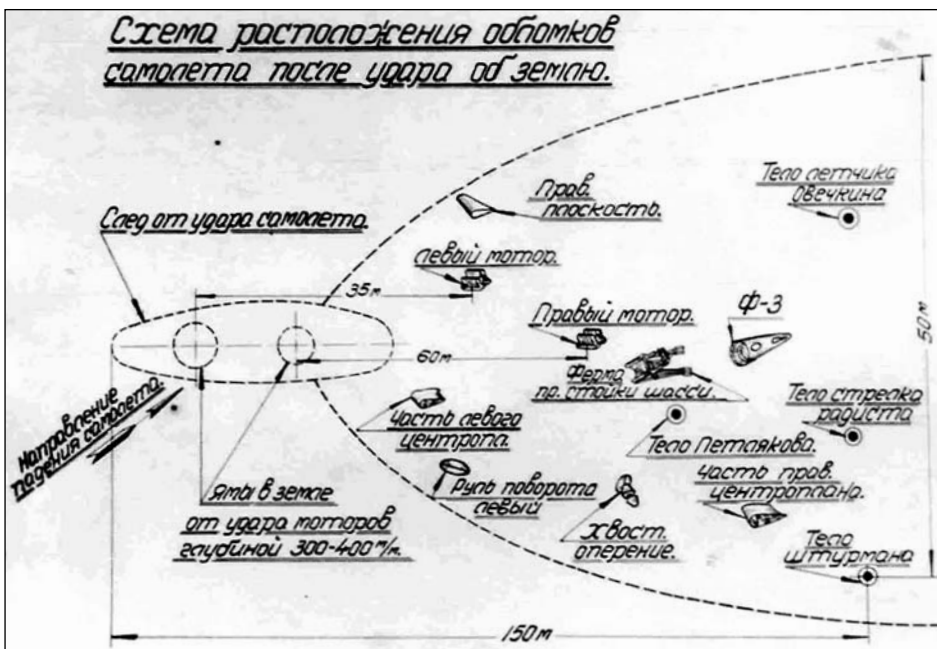 Схема расположения обломков
самолета после удара об землю.
Тело летчика
Овечкина
Прав.
плоскость.
След от удара самолета.
Левый мотор.
35 м
Ф-3
Правый мотор.
50 м
60 м
Ферма
пр. стойки шасси.
Направление
падения самолета.
Часть левого
центропл.
Тело стрелка
радиста
Тело Петлякова.
Часть прав.
центроплана.
Ямы в земле
от удара моторов
глубиной 300-400 м/м.
Руль поворота
левый
Хвост.
оперение.
Тело
штурмана
150 м